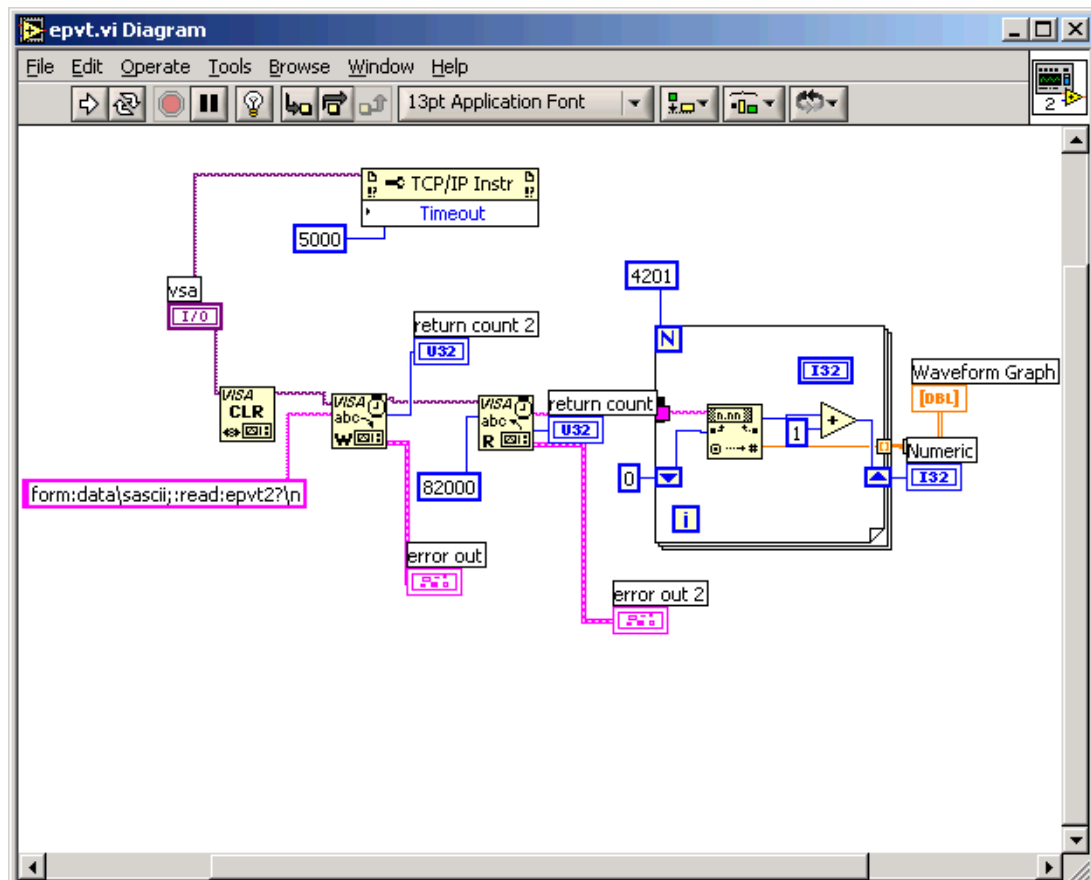 epvt.vi Diagram
File Edit Operate Tools Browse Window Help
13pt Application Font
2
TCP/IP Instr
Timeout
5000
vsa
I/O
4201
return count 2
U32
N
I32
Waveform Graph
[DBL]
VISA
CLR
VISA
abc
W
VISA
abc
R
return count
U32
n.nn
1
+
Numeric
I32
82000
0
form:data\sascii;:read:epvt2?\n
i
error out
error out 2